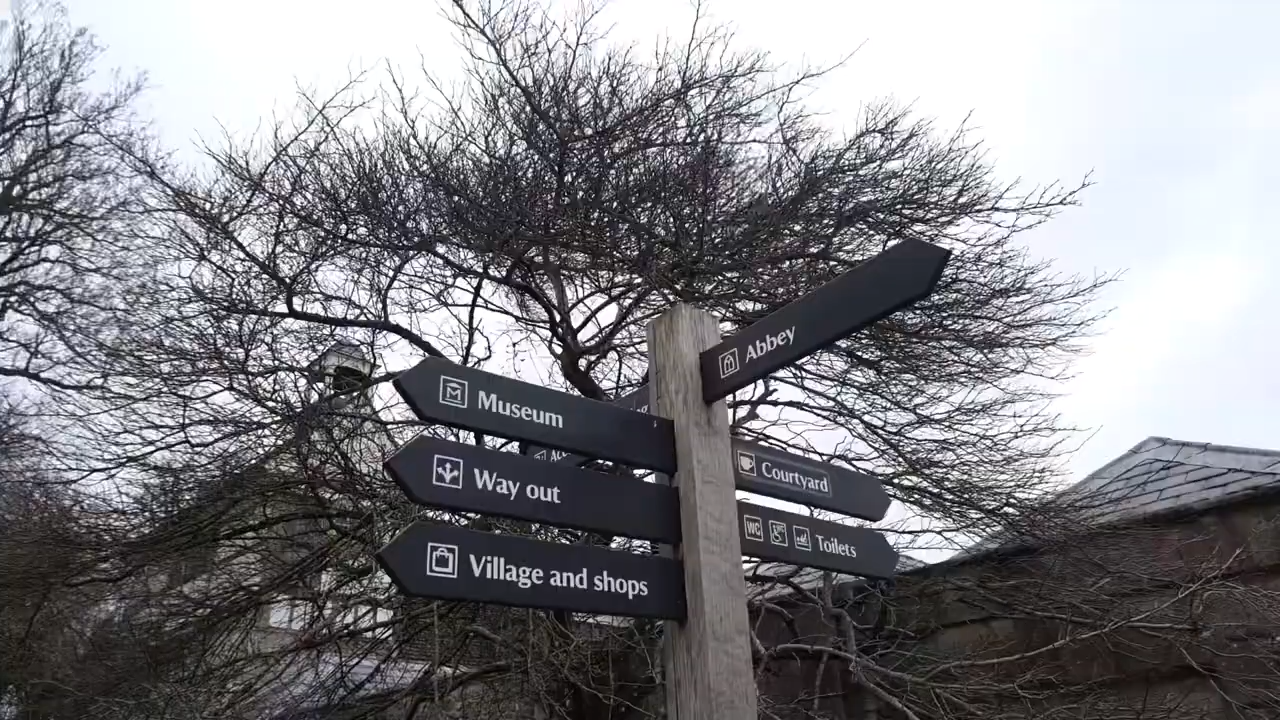 Abbey
Museum
Way out
Village and shops
Courtyard
WC
Toilets